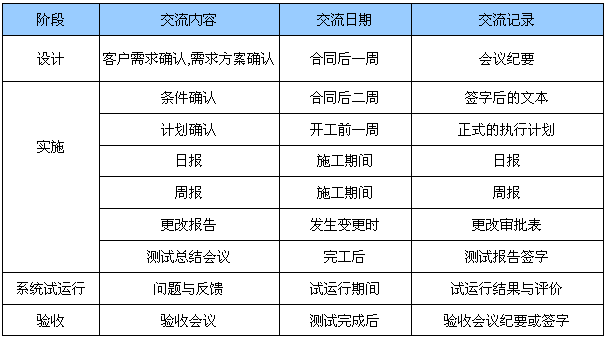 阶段 交流内容 交流日期 交流记录
设计 客户需求确认,需求方案确认 合同后一周 会议纪要
实施 条件确认 合同后二周 签字后的文本
计划确认 开工前一周 正式的执行计划
日报 施工期间 日报
周报 施工期间 周报
更改报告 发生变更时 更改审批表
测试总结会议 完工后 测试报告签字
系统试运行 问题与反馈 试运行期间 试运行结果与评价
验收 验收会议 测试完成后 验收会议纪要或签字